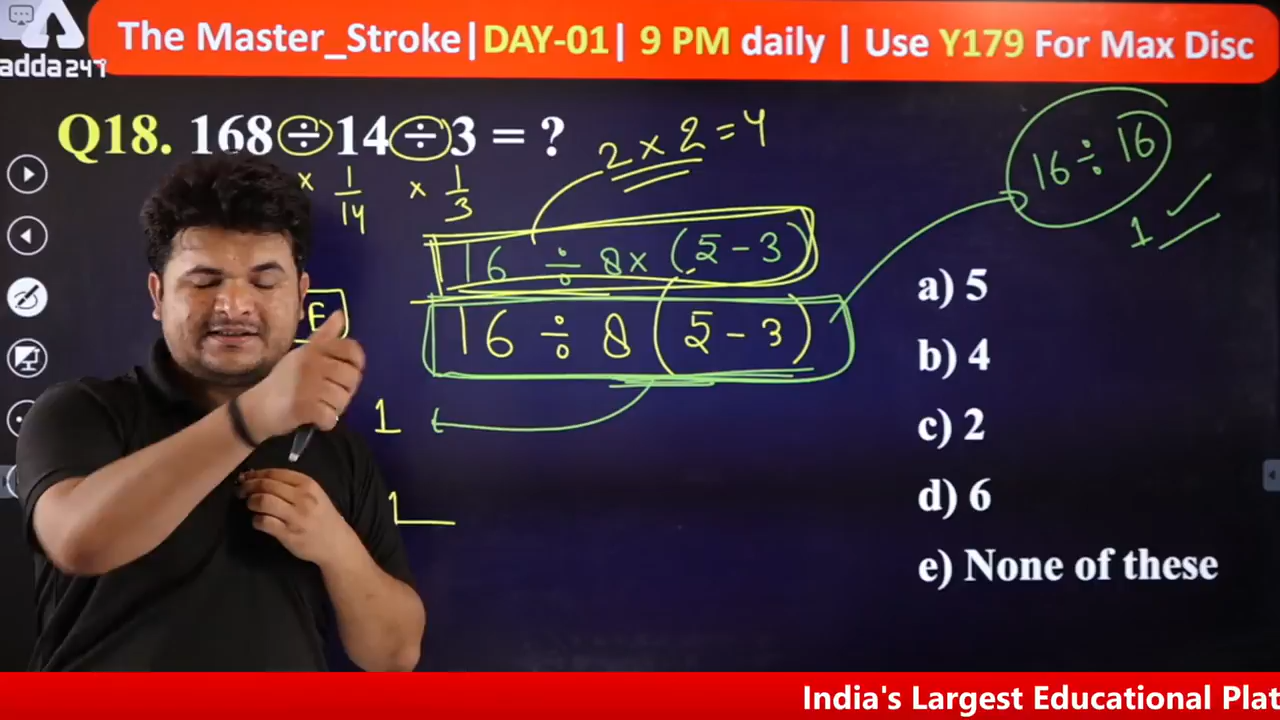 The Master_Stroke|DAY-01| 9 PM daily | Use Y179 For Max Disc
adda247
Q18. 168 ÷ 14 ÷ 3 = ?
× 1/14 × 1/3
2 × 2 = 4
16 ÷ 16
1
16 ÷ 8 × (5 - 3)
16 ÷ 8 (5 - 3)
1
1
a) 5
b) 4
c) 2
d) 6
e) None of these
India's Largest Educational Plat